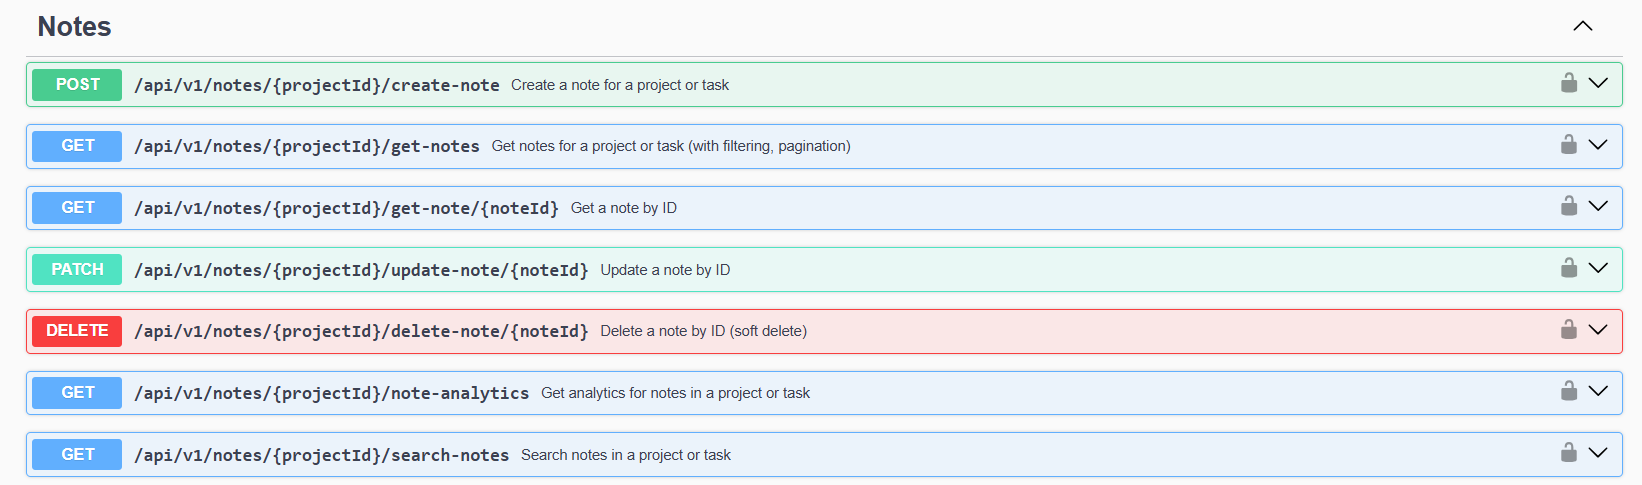 Notes
POST /api/v1/notes/{projectId}/create-note Create a note for a project or task
GET /api/v1/notes/{projectId}/get-notes Get notes for a project or task (with filtering, pagination)
GET /api/v1/notes/{projectId}/get-note/{noteId} Get a note by ID
PATCH /api/v1/notes/{projectId}/update-note/{noteId} Update a note by ID
DELETE /api/v1/notes/{projectId}/delete-note/{noteId} Delete a note by ID (soft delete)
GET /api/v1/notes/{projectId}/note-analytics Get analytics for notes in a project or task
GET /api/v1/notes/{projectId}/search-notes Search notes in a project or task